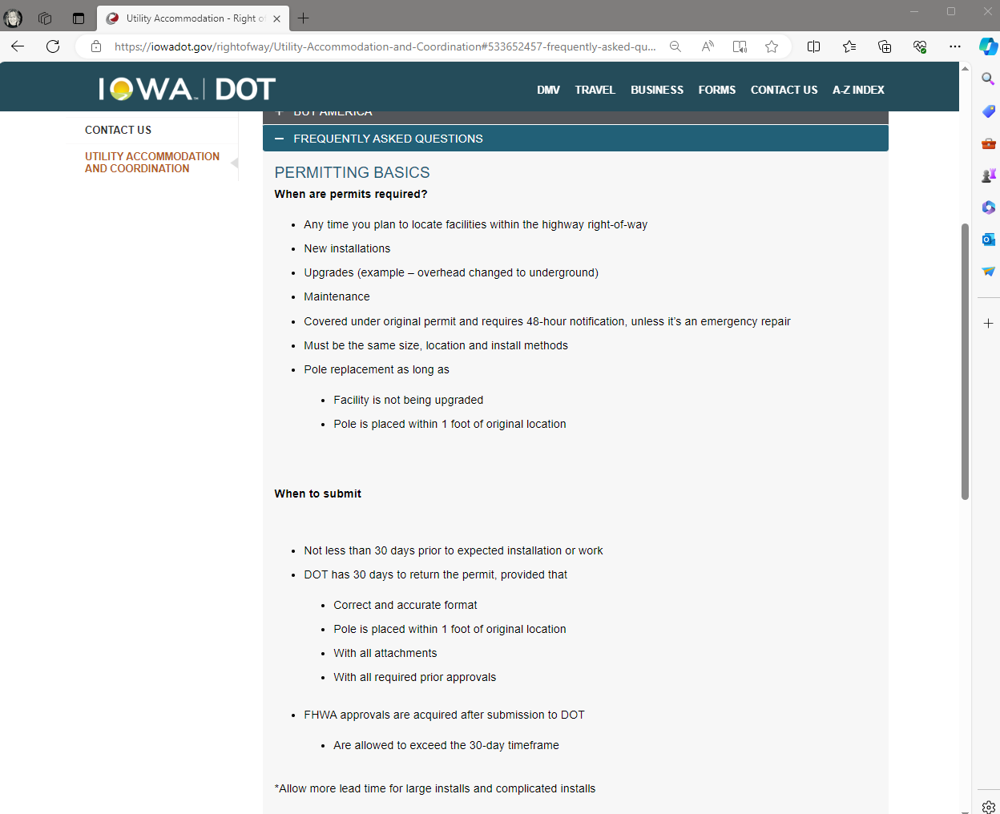 Utility Accommodation - Right o
https://iowadot.gov/rightofway/Utility-Accommodation-and-Coordination#533652457-frequently-asked-qu...
IOWA DOT
DMV TRAVEL BUSINESS FORMS CONTACT US A-Z INDEX
CONTACT US
UTILITY ACCOMMODATION
AND COORDINATION
+ BUY AMERICA
− FREQUENTLY ASKED QUESTIONS
PERMITTING BASICS
When are permits required?
• Any time you plan to locate facilities within the highway right-of-way
• New installations
• Upgrades (example – overhead changed to underground)
• Maintenance
• Covered under original permit and requires 48-hour notification, unless it’s an emergency repair
• Must be the same size, location and install methods
• Pole replacement as long as
• Facility is not being upgraded
• Pole is placed within 1 foot of original location
When to submit
• Not less than 30 days prior to expected installation or work
• DOT has 30 days to return the permit, provided that
• Correct and accurate format
• Pole is placed within 1 foot of original location
• With all attachments
• With all required prior approvals
• FHWA approvals are acquired after submission to DOT
• Are allowed to exceed the 30-day timeframe
*Allow more lead time for large installs and complicated installs